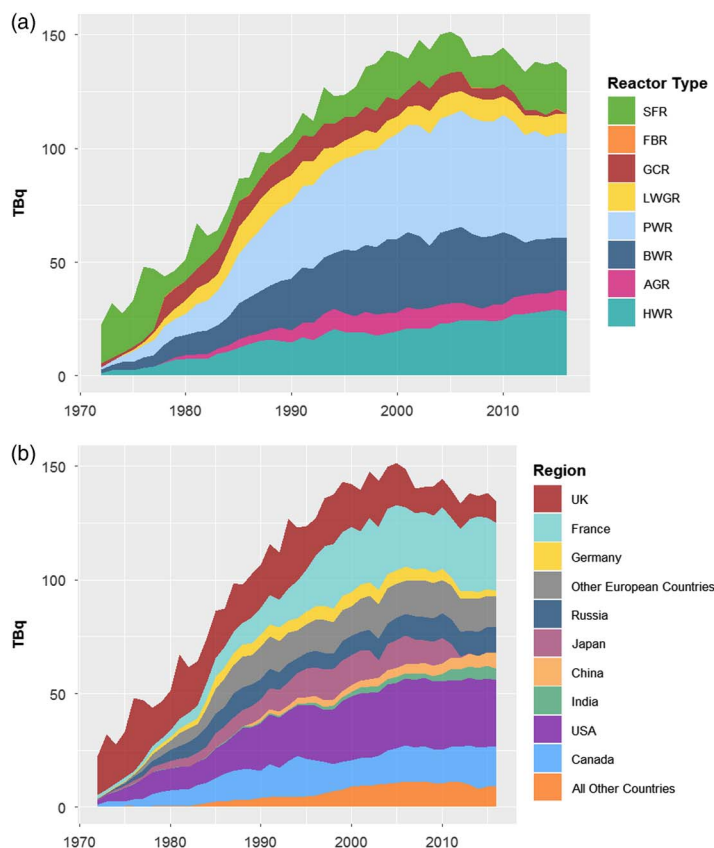 (a)
150
100
50
0
TBq
1970
1980
1990
2000
2010
Reactor Type
SFR
FBR
GCR
LWGR
PWR
BWR
AGR
HWR
(b)
150
100
50
0
TBq
1970
1980
1990
2000
2010
Region
UK
France
Germany
Other European Countries
Russia
Japan
China
India
USA
Canada
All Other Countries